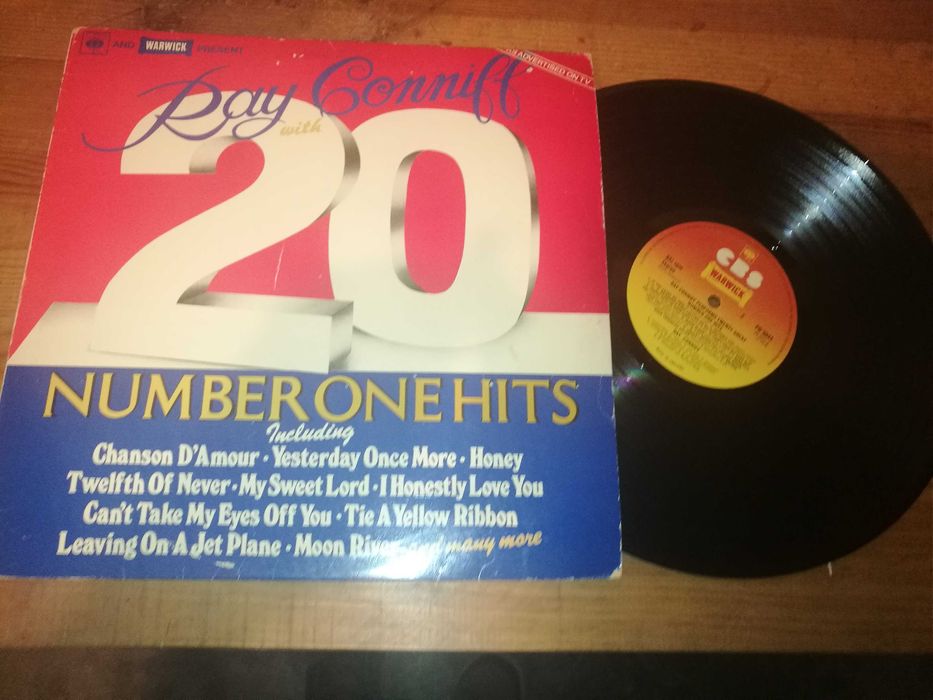 CBS AND WARWICK PRESENT
AS ADVERTISED ON TV
Ray Conniff
with
20
NUMBER ONE HITS
Including
Chanson D'Amour · Yesterday Once More · Honey
Twelfth Of Never · My Sweet Lord · I Honestly Love You
Can't Take My Eyes Off You · Tie A Yellow Ribbon
Leaving On A Jet Plane · Moon River and many more
CBS
WARWICK